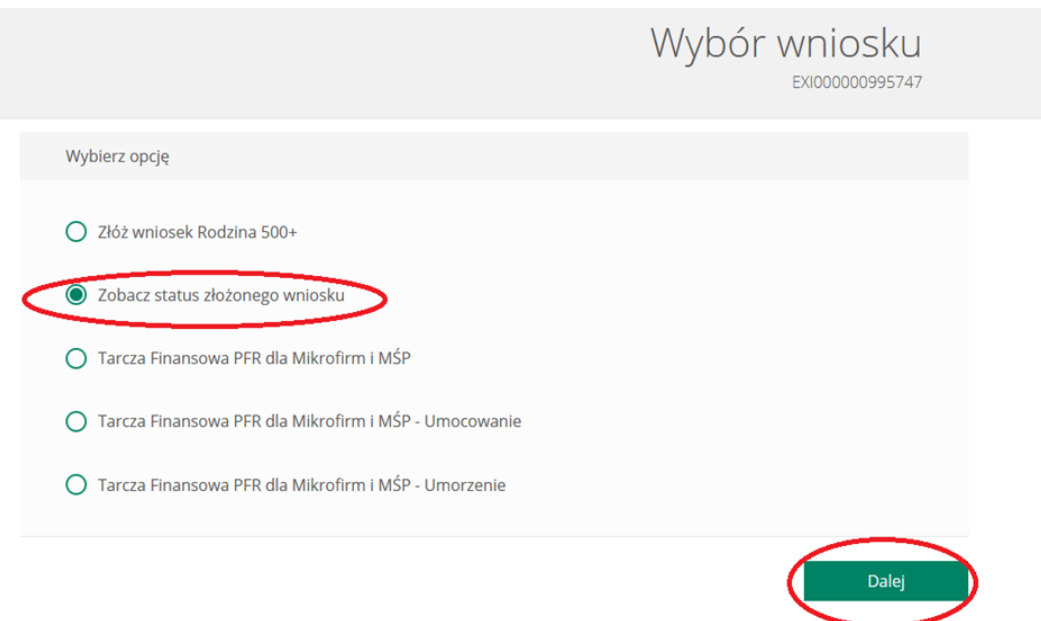 Wybór wniosku
EXI000000995747
Wybierz opcję
Złóż wniosek Rodzina 500+
Zobacz status złożonego wniosku
Tarcza Finansowa PFR dla Mikrofirm i MŚP
Tarcza Finansowa PFR dla Mikrofirm i MŚP - Umocowanie
Tarcza Finansowa PFR dla Mikrofirm i MŚP - Umorzenie
Dalej